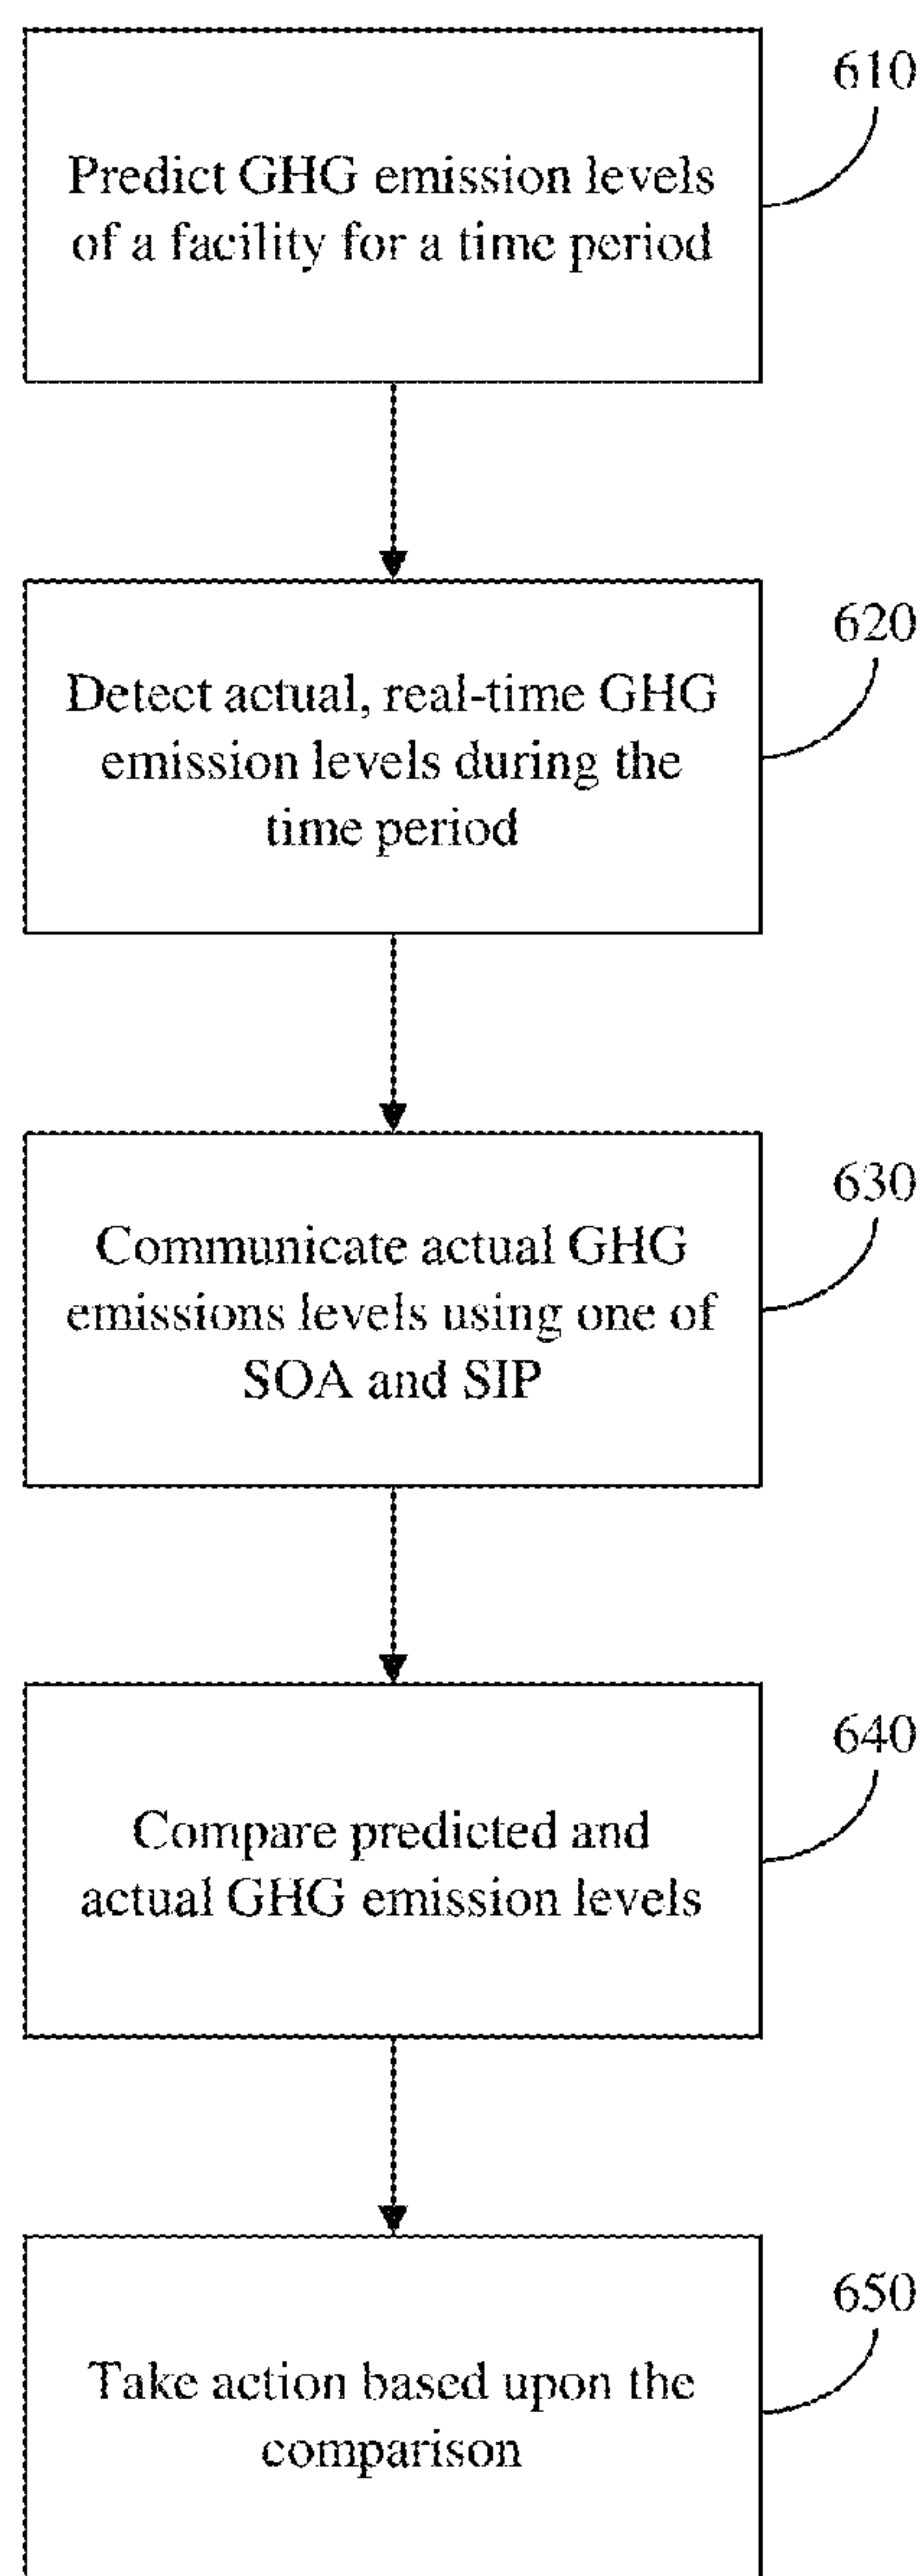 610
Predict GHG emission levels
of a facility for a time period
620
Detect actual, real-time GHG
emission levels during the
time period
630
Communicate actual GHG
emissions levels using one of
SOA and SIP
640
Compare predicted and
actual GHG emission levels
650
Take action based upon the
comparison